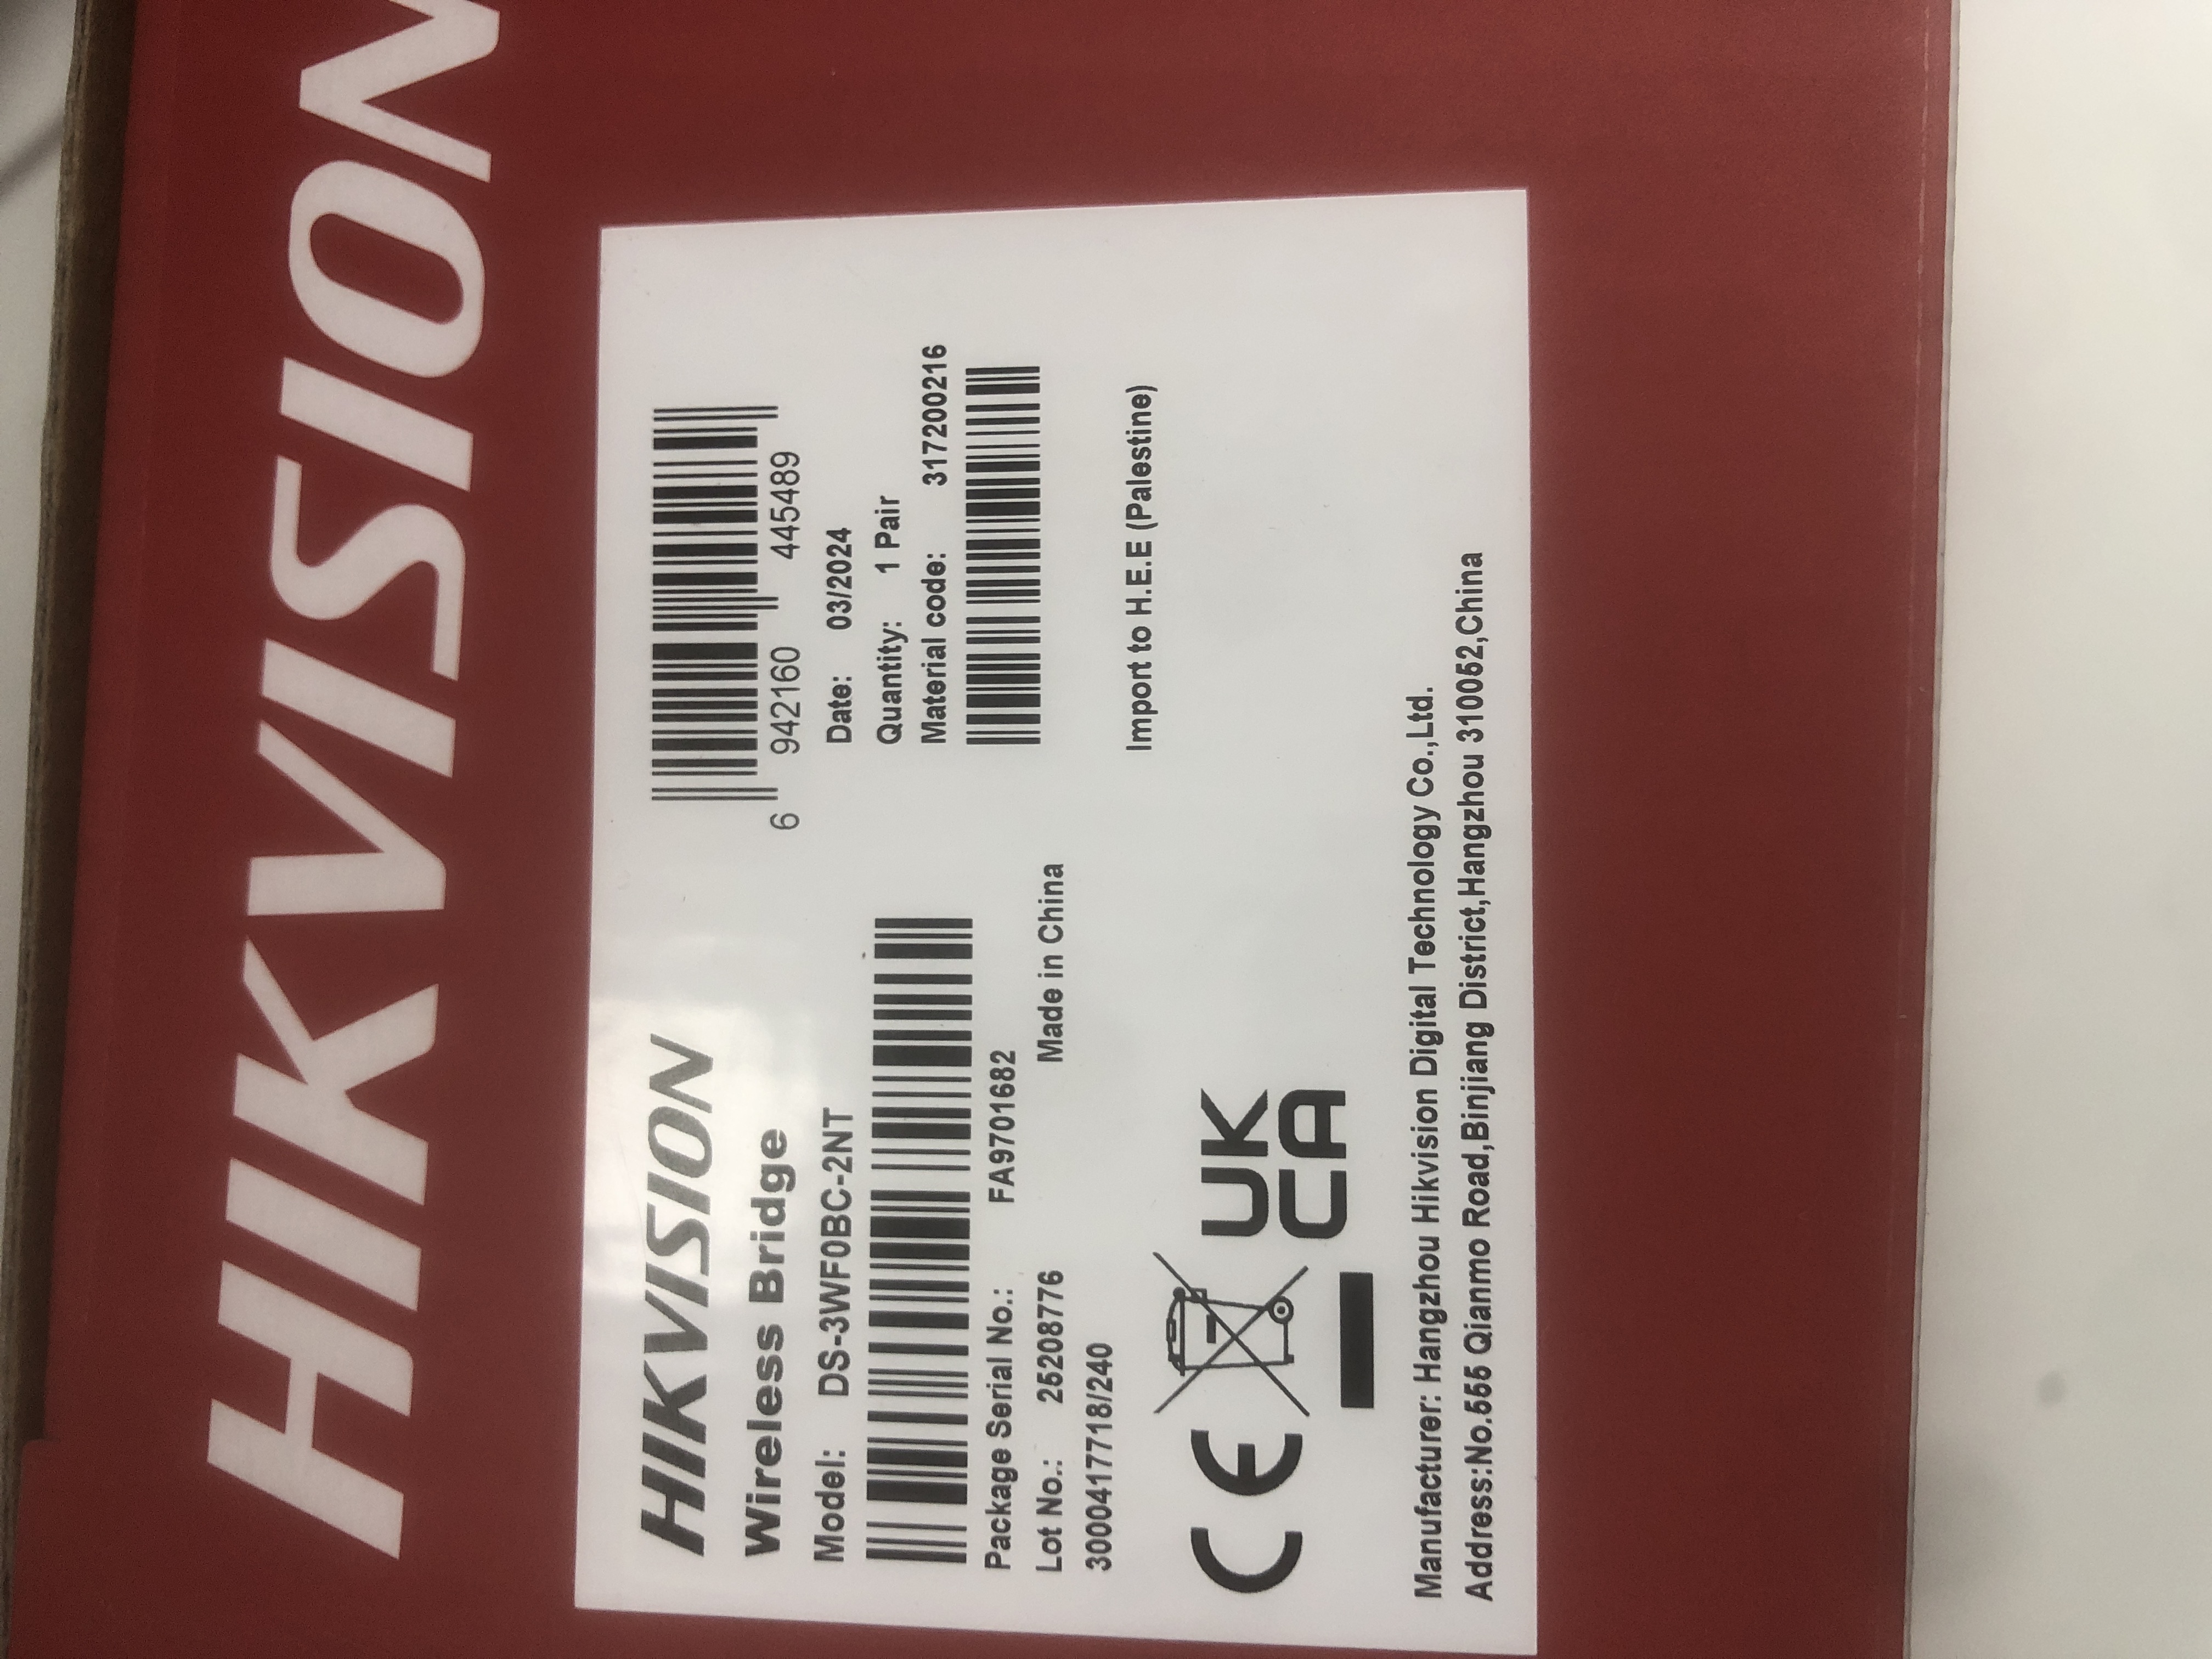 HIKVISION
HIKVISION
Wireless Bridge
Model: DS-3WF0BC-2NT
Package Serial No.: FA9701682
Lot No.: 25208776 Made in China
3000417718/240
6 942160 445489
Date: 03/2024
Quantity: 1 Pair
Material code: 317200216
Import to H.E.E (Palestine)
CE
UK
CA
Manufacturer: Hangzhou Hikvision Digital Technology Co.,Ltd.
Address:No.555 Qianmo Road,Binjiang District,Hangzhou 310052,China